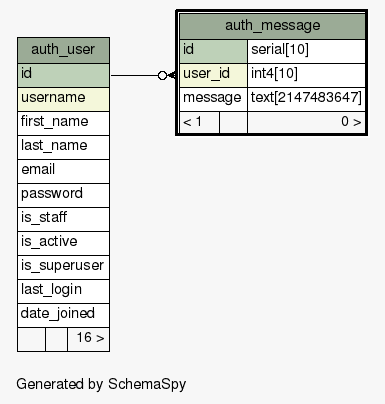 auth_user
id
username
first_name
last_name
email
password
is_staff
is_active
is_superuser
last_login
date_joined
16 >
auth_message
id serial[10]
user_id int4[10]
message text[2147483647]
< 1 0 >
Generated by SchemaSpy